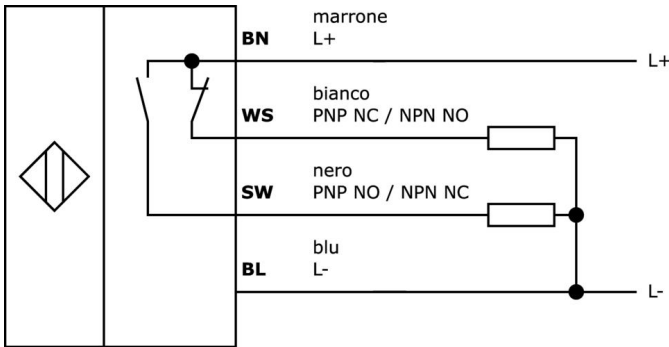 marrone
BN L+
L+
bianco
WS PNP NC / NPN NO
nero
SW PNP NO / NPN NC
blu
BL L-
L-